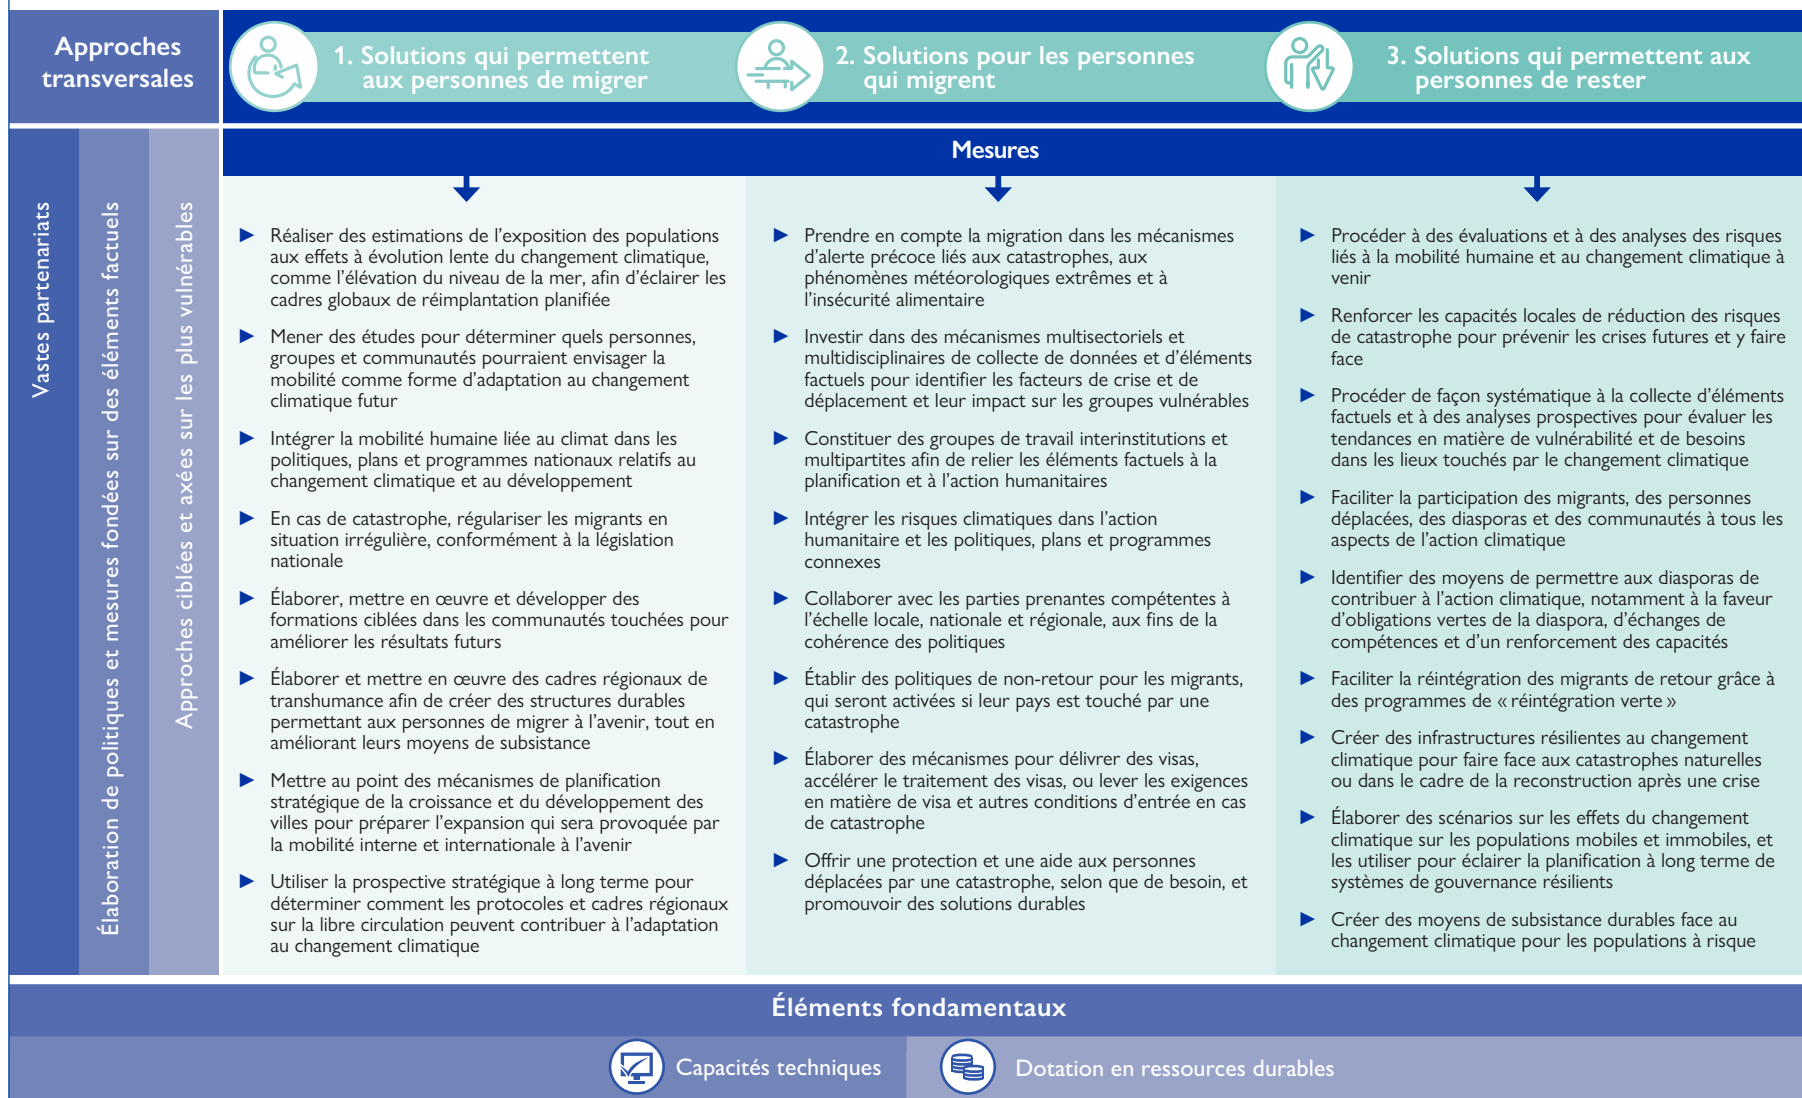 Approches
transversales
1. Solutions qui permettent
aux personnes de migrer
2. Solutions pour les personnes
qui migrent
3. Solutions qui permettent aux
personnes de rester
Vastes partenariats
Élaboration de politiques et mesures fondées sur des éléments factuels
Approches ciblées et axées sur les plus vulnérables
Mesures
► Réaliser des estimations de l’exposition des populations
aux effets à évolution lente du changement climatique,
comme l’élévation du niveau de la mer, afin d’éclairer les
cadres globaux de réimplantation planifiée
► Mener des études pour déterminer quels personnes,
groupes et communautés pourraient envisager la
mobilité comme forme d’adaptation au changement
climatique futur
► Intégrer la mobilité humaine liée au climat dans les
politiques, plans et programmes nationaux relatifs au
changement climatique et au développement
► En cas de catastrophe, régulariser les migrants en
situation irrégulière, conformément à la législation
nationale
► Élaborer, mettre en œuvre et développer des
formations ciblées dans les communautés touchées pour
améliorer les résultats futurs
► Élaborer et mettre en œuvre des cadres régionaux de
transhumance afin de créer des structures durables
permettant aux personnes de migrer à l’avenir, tout en
améliorant leurs moyens de subsistance
► Mettre au point des mécanismes de planification
stratégique de la croissance et du développement des
villes pour préparer l’expansion qui sera provoquée par
la mobilité interne et internationale à l’avenir
► Utiliser la prospective stratégique à long terme pour
déterminer comment les protocoles et cadres régionaux
sur la libre circulation peuvent contribuer à l’adaptation
au changement climatique
► Prendre en compte la migration dans les mécanismes
d’alerte précoce liés aux catastrophes, aux
phénomènes météorologiques extrêmes et à
l’insécurité alimentaire
► Investir dans des mécanismes multisectoriels et
multidisciplinaires de collecte de données et d’éléments
factuels pour identifier les facteurs de crise et de
déplacement et leur impact sur les groupes vulnérables
► Constituer des groupes de travail interinstitutions et
multipartites afin de relier les éléments factuels à la
planification et à l’action humanitaires
► Intégrer les risques climatiques dans l’action
humanitaire et les politiques, plans et programmes
connexes
► Collaborer avec les parties prenantes compétentes à
l’échelle locale, nationale et régionale, aux fins de la
cohérence des politiques
► Établir des politiques de non-retour pour les migrants,
qui seront activées si leur pays est touché par une
catastrophe
► Élaborer des mécanismes pour délivrer des visas,
accélérer le traitement des visas, ou lever les exigences
en matière de visa et autres conditions d’entrée en cas
de catastrophe
► Offrir une protection et une aide aux personnes
déplacées par une catastrophe, selon que de besoin, et
promouvoir des solutions durables
► Procéder à des évaluations et à des analyses des risques
liés à la mobilité humaine et au changement climatique à
venir
► Renforcer les capacités locales de réduction des risques
de catastrophe pour prévenir les crises futures et y faire
face
► Procéder de façon systématique à la collecte d’éléments
factuels et à des analyses prospectives pour évaluer les
tendances en matière de vulnérabilité et de besoins
dans les lieux touchés par le changement climatique
► Faciliter la participation des migrants, des personnes
déplacées, des diasporas et des communautés à tous les
aspects de l’action climatique
► Identifier des moyens de permettre aux diasporas de
contribuer à l’action climatique, notamment à la faveur
d’obligations vertes de la diaspora, d’échanges de
compétences et d’un renforcement des capacités
► Faciliter la réintégration des migrants de retour grâce à
des programmes de « réintégration verte »
► Créer des infrastructures résilientes au changement
climatique pour faire face aux catastrophes naturelles
ou dans le cadre de la reconstruction après une crise
► Élaborer des scénarios sur les effets du changement
climatique sur les populations mobiles et immobiles, et
les utiliser pour éclairer la planification à long terme de
systèmes de gouvernance résilients
► Créer des moyens de subsistance durables face au
changement climatique pour les populations à risque
Éléments fondamentaux
Capacités techniques
Dotation en ressources durables